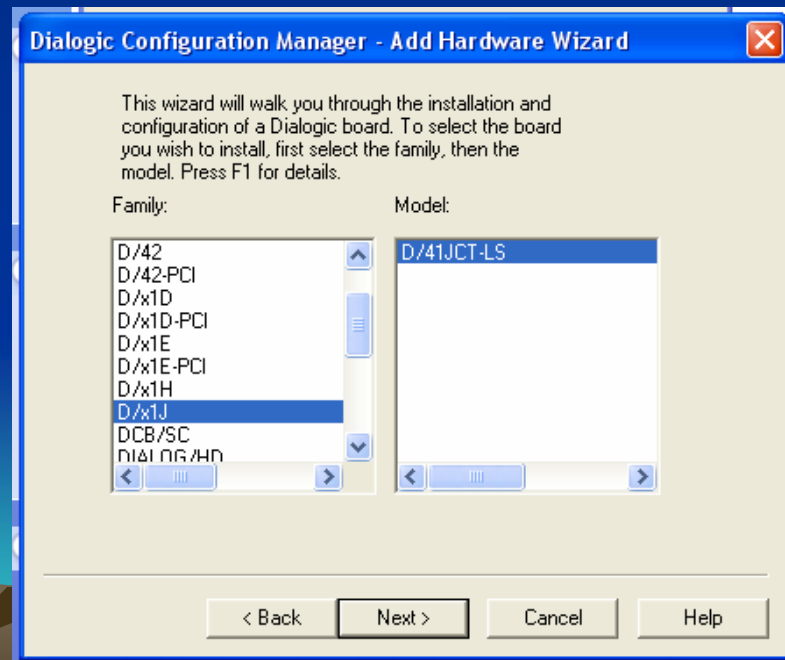 Dialogic Configuration Manager - Add Hardware Wizard
This wizard will walk you through the installation and
configuration of a Dialogic board. To select the board
you wish to install, first select the family, then the
model. Press F1 for details.
Family:
Model:
D/42
D/42-PCI
D/x1D
D/x1D-PCI
D/x1E
D/x1E-PCI
D/x1H
D/x1J
DCB/SC
DIALOG/HD
D/41JCT-LS
< Back
Next >
Cancel
Help